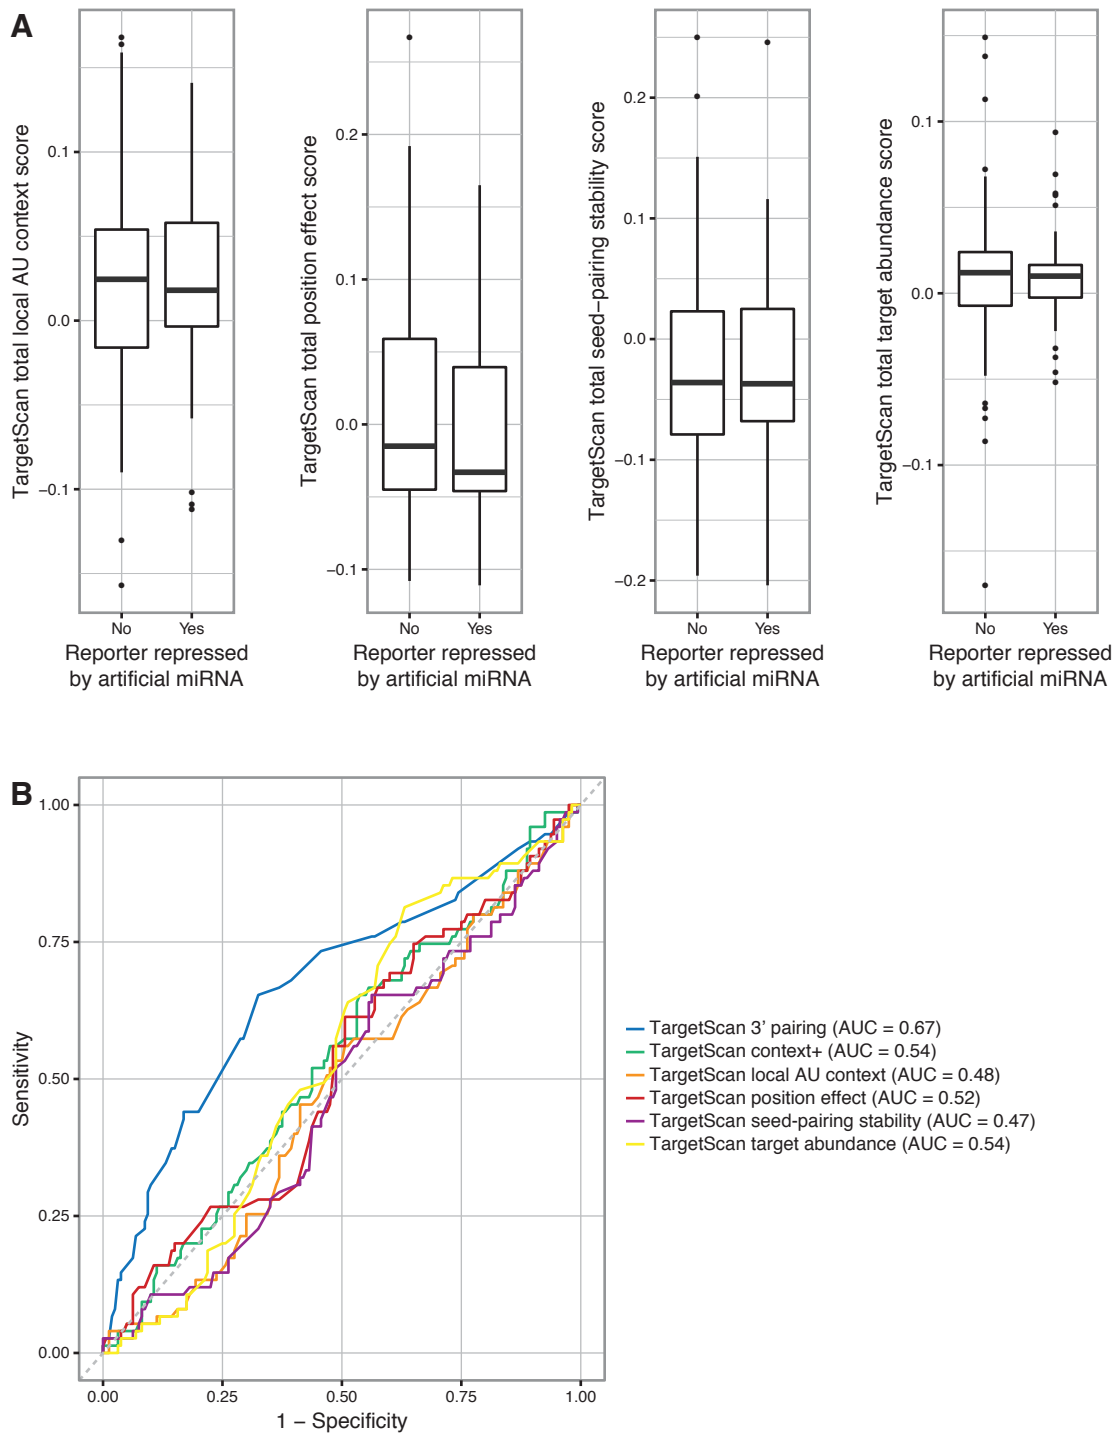 A
TargetScan total local AU context score
0.1
0.0
−0.1
No
Yes
Reporter repressed
by artificial miRNA
TargetScan total position effect score
0.2
0.1
0.0
−0.1
No
Yes
Reporter repressed
by artificial miRNA
TargetScan total seed−pairing stability score
0.2
0.1
0.0
−0.1
−0.2
No
Yes
Reporter repressed
by artificial miRNA
TargetScan total target abundance score
0.1
0.0
−0.1
No
Yes
Reporter repressed
by artificial miRNA
B
Sensitivity
1.00
0.75
0.50
0.25
0.00
0.00
0.25
0.50
0.75
1.00
1 − Specificity
TargetScan 3' pairing (AUC = 0.67)
TargetScan context+ (AUC = 0.54)
TargetScan local AU context (AUC = 0.48)
TargetScan position effect (AUC = 0.52)
TargetScan seed-pairing stability (AUC = 0.47)
TargetScan target abundance (AUC = 0.54)